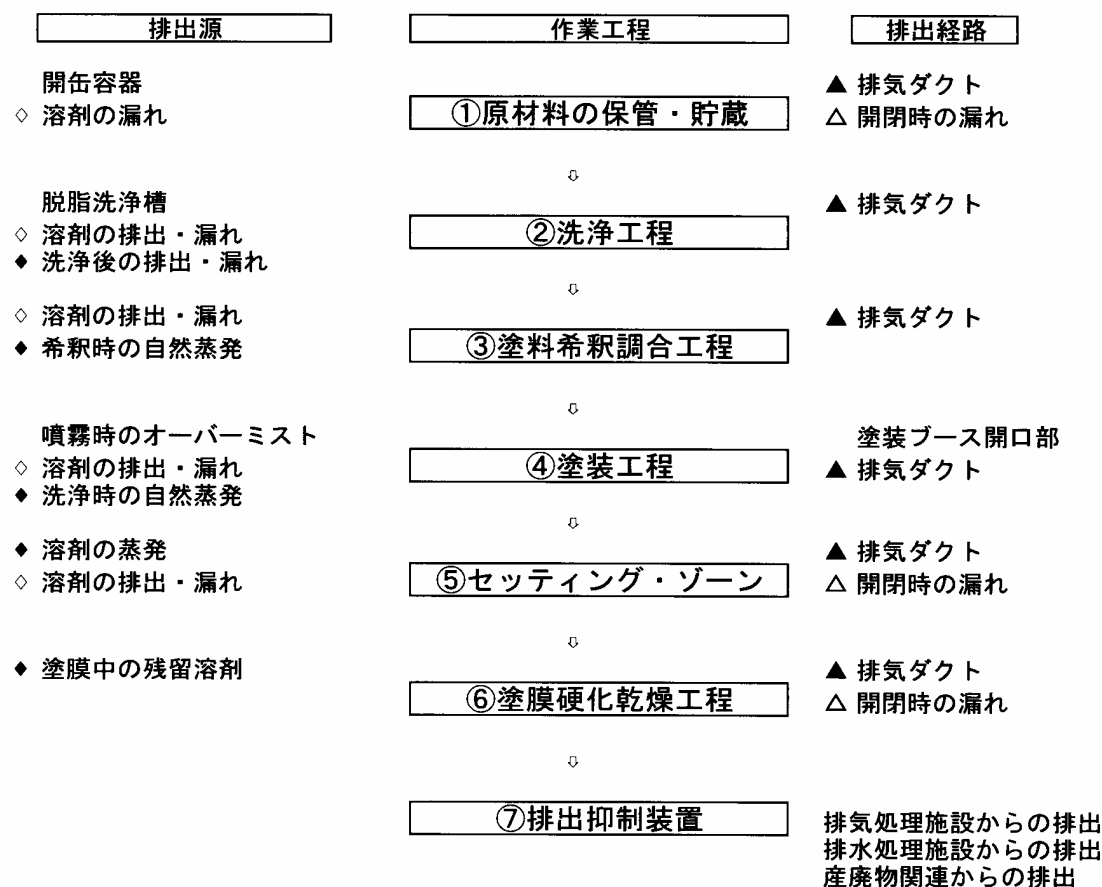 排出源 作業工程 排出経路
開缶容器 ▲ 排気ダクト
◇ 溶剤の漏れ ①原材料の保管・貯蔵 △ 開閉時の漏れ
⇩
脱脂洗浄槽 ▲ 排気ダクト
◇ 溶剤の排出・漏れ ②洗浄工程
◆ 洗浄後の排出・漏れ
⇩
◇ 溶剤の排出・漏れ ▲ 排気ダクト
◆ 希釈時の自然蒸発 ③塗料希釈調合工程
⇩
噴霧時のオーバーミスト 塗装ブース開口部
◇ 溶剤の排出・漏れ ④塗装工程 ▲ 排気ダクト
◆ 洗浄時の自然蒸発
⇩
◆ 溶剤の蒸発 ▲ 排気ダクト
◇ 溶剤の排出・漏れ ⑤セッティング・ゾーン △ 開閉時の漏れ
⇩
◆ 塗膜中の残留溶剤 ▲ 排気ダクト
⑥塗膜硬化乾燥工程 △ 開閉時の漏れ
⇩
⑦排出抑制装置 排気処理施設からの排出
排水処理施設からの排出
産廃物関連からの排出